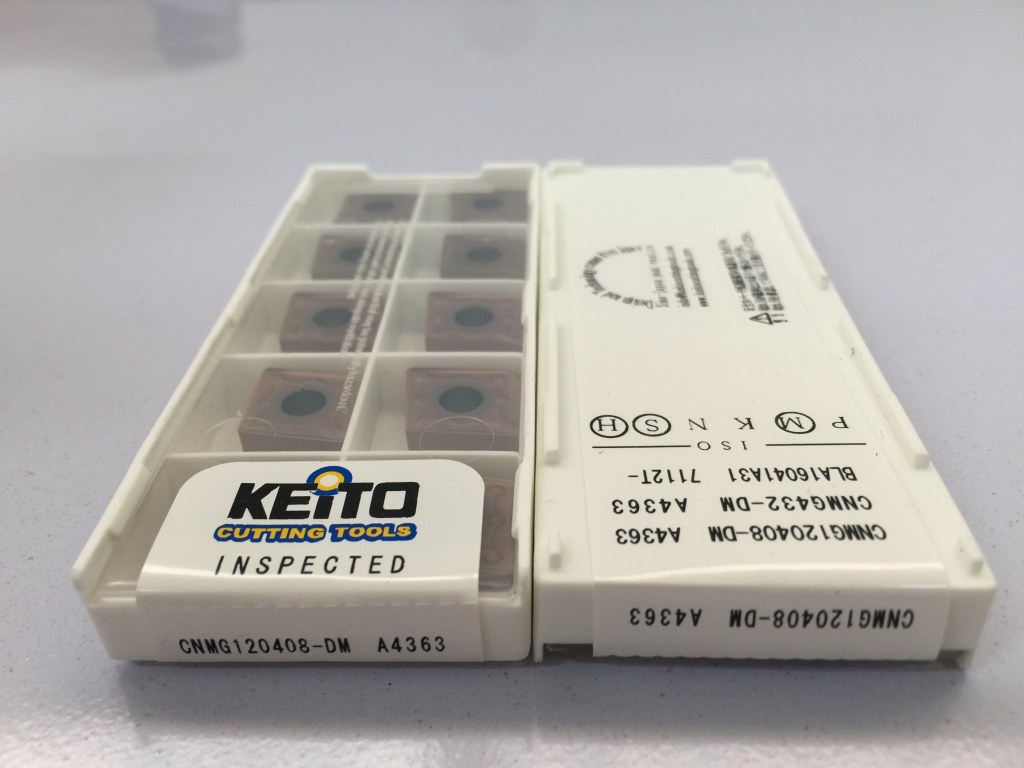 KEiTO
CUTTING TOOLS
INSPECTED
CNMG120408-DM A4363
CNMG120408-DM A4363
CNMG120408-DM A4363
CNMG432-DM A4363
BLA16041A31 7112T-
ISO
P M K N S H